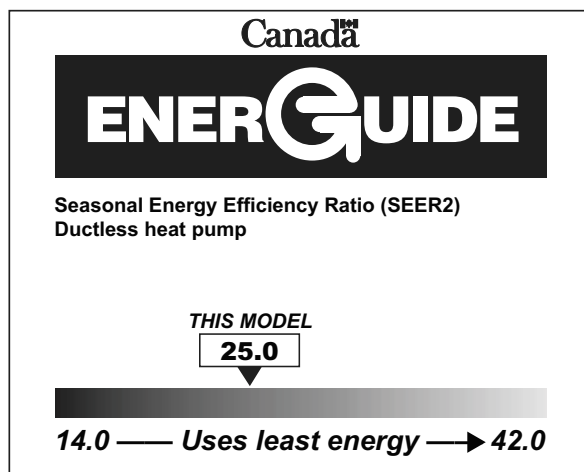 Canada
ENERGUIDE
Seasonal Energy Efficiency Ratio (SEER2)
Ductless heat pump
THIS MODEL
25.0
14.0 —— Uses least energy —→ 42.0